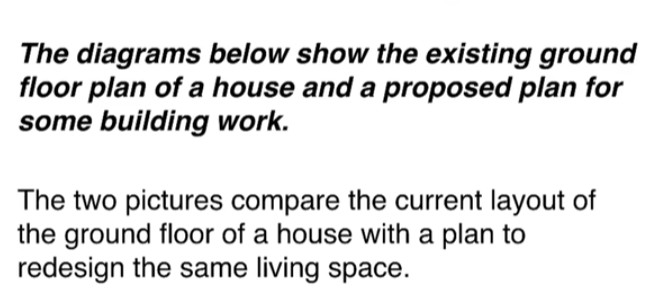 The diagrams below show the existing ground
floor plan of a house and a proposed plan for
some building work.
The two pictures compare the current layout of
the ground floor of a house with a plan to
redesign the same living space.